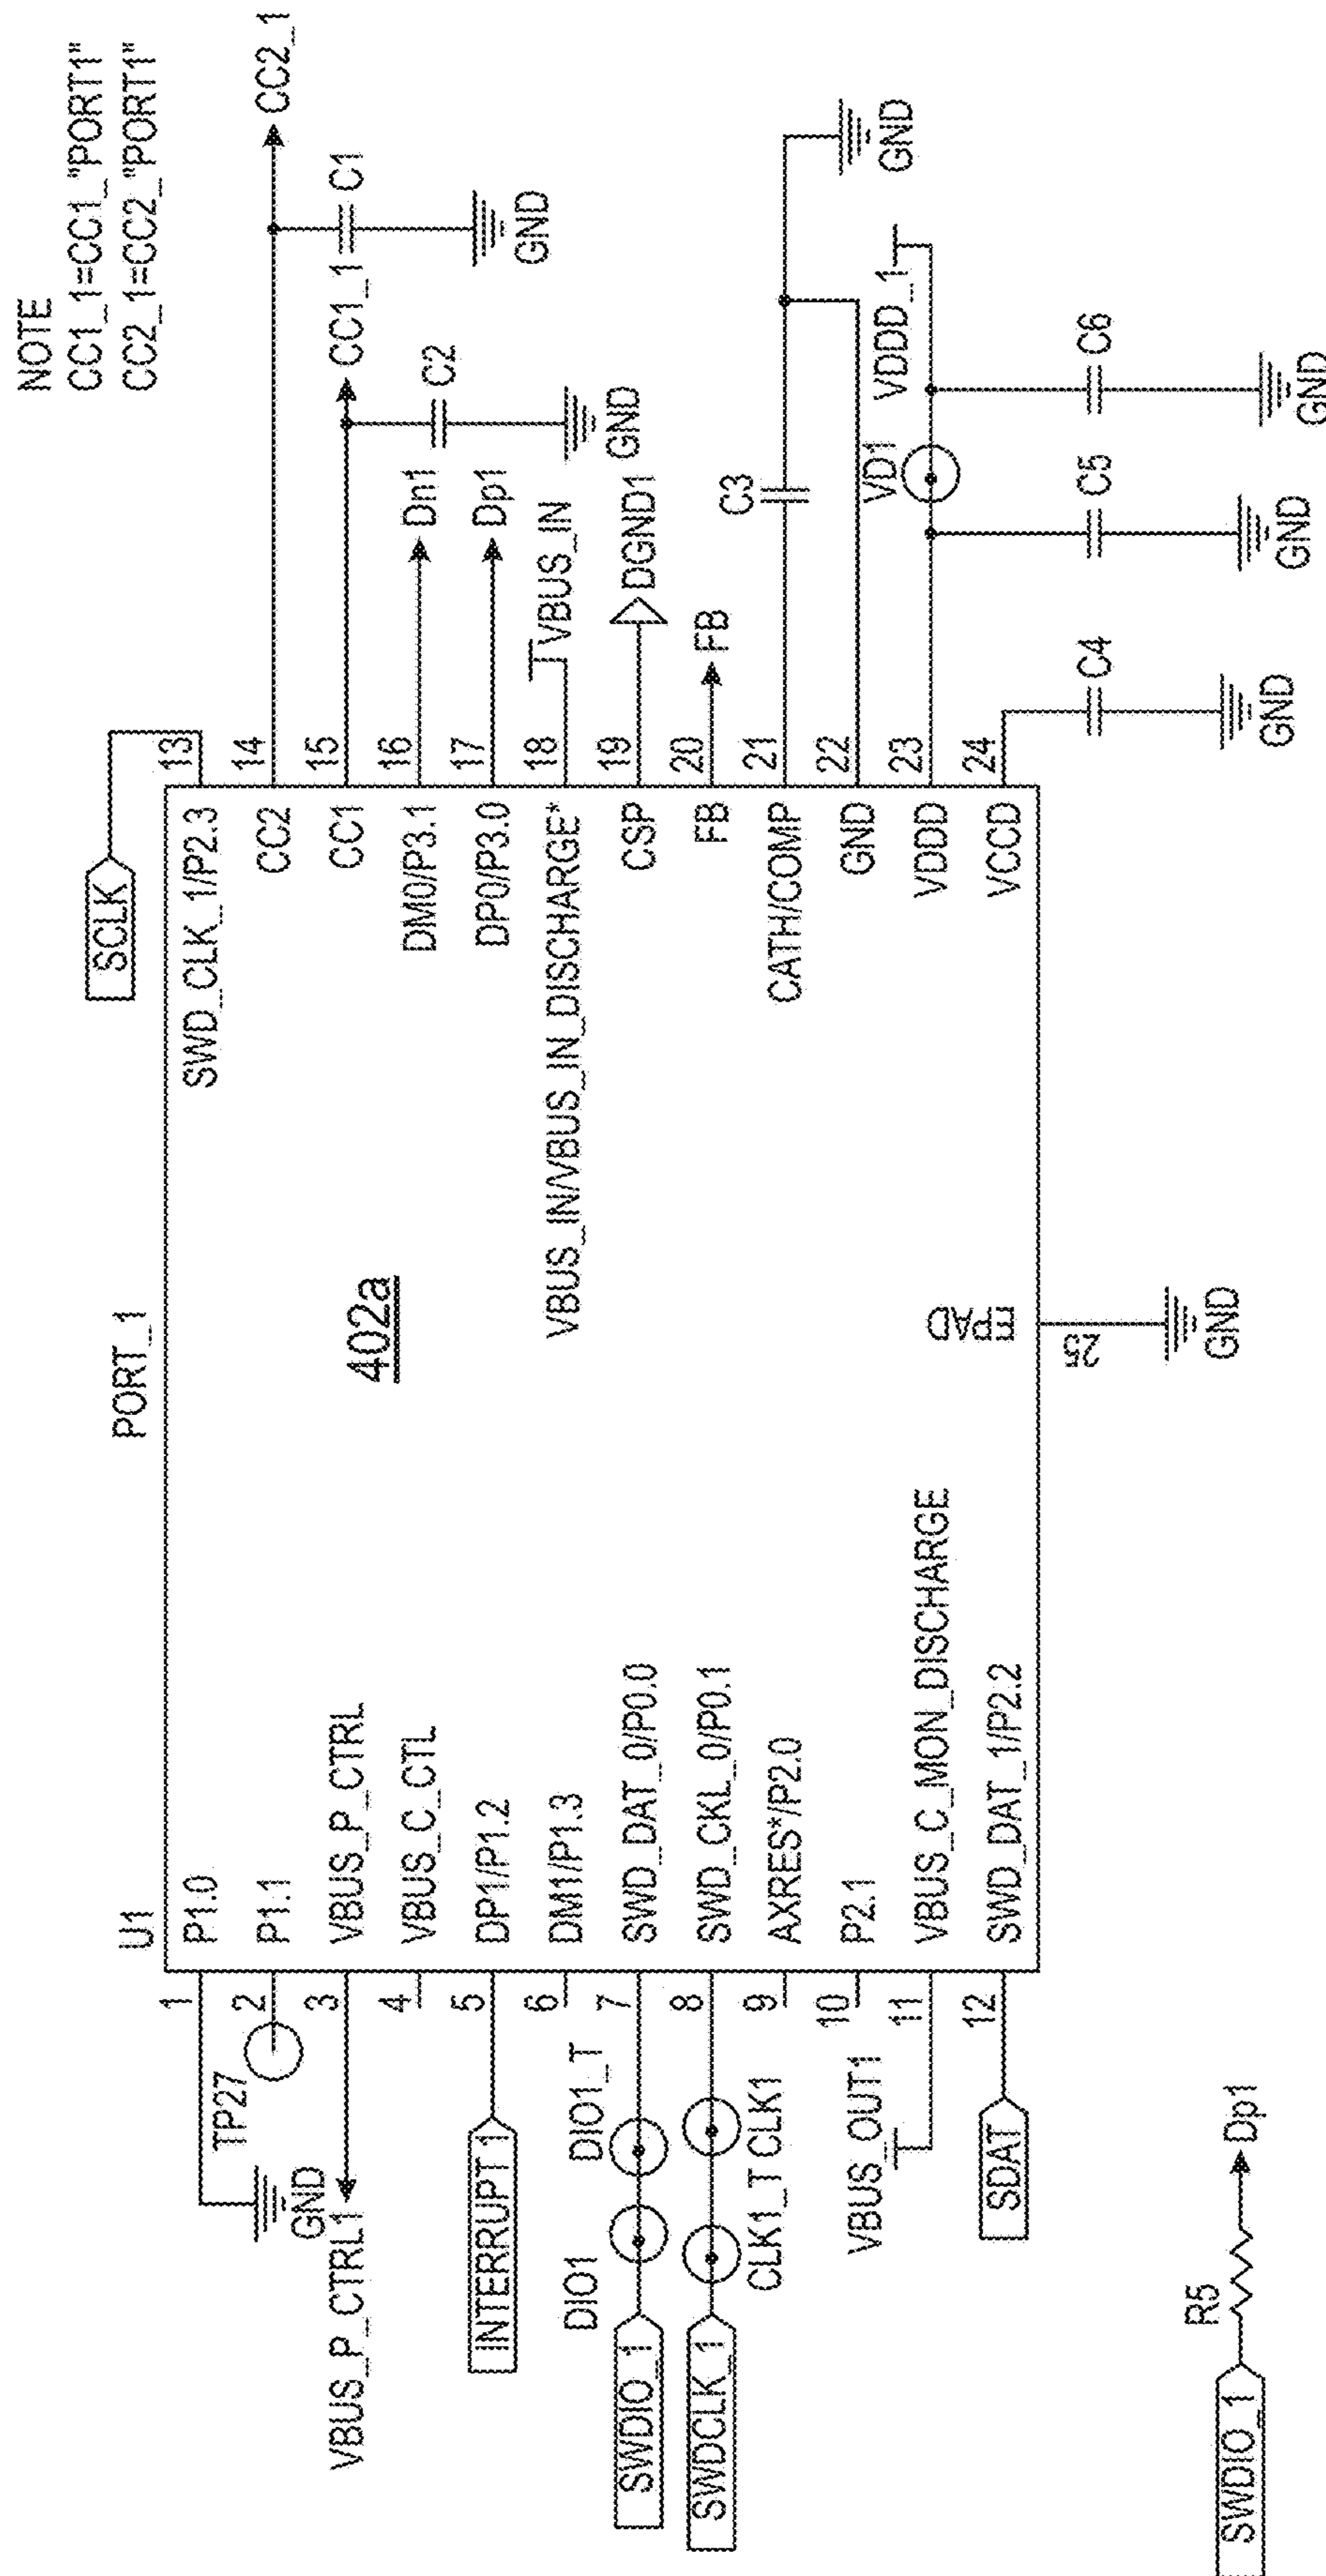 NOTE
CC1_1=CC1_"PORT1"
CC2_1=CC2_"PORT1"
PORT_1
U1
402a
1
P1.0
GND
2
P1.1
TP27
3
VBUS_P_CTRL
VBUS_P_CTRL1
4
VBUS_C_CTL
5
DP1/P1.2
INTERRUPT 1
6
DM1/P1.3
7
SWD_DAT_0/P0.0
DIO1_T
DIO1
SWDIO_1
8
SWD_CKL_0/P0.1
CLK1_T CLK1
SWDCLK_1
9
AXRES*/P2.0
10
P2.1
11
VBUS_C_MON_DISCHARGE
VBUS_OUT1
12
SWD_DAT_1/P2.2
SDAT
SCLK
13
SWD_CLK_1/P2.3
14
CC2
CC2_1
C1
GND
15
CC1
CC1_1
C2
GND
16
DM0/P3.1
Dn1
17
DP0/P3.0
Dp1
18
VBUS_IN/VBUS_IN_DISCHARGE*
VBUS_IN
19
CSP
DGND1
20
FB
FB
21
CATH/COMP
C3
GND
22
GND
23
VDDD
VD1
VDDD_1
C5
GND
C6
GND
24
VCCD
C4
GND
EPAD
25
GND
SWDIO_1
R5
Dp1